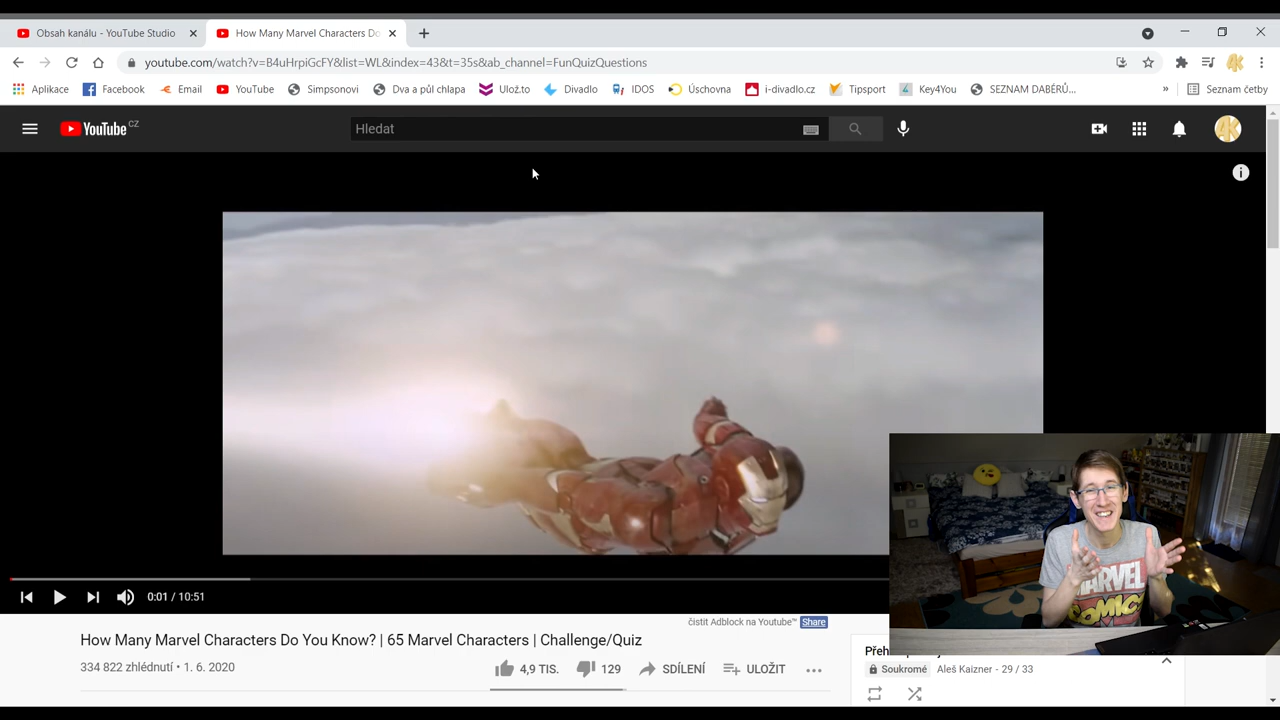 Obsah kanálu - YouTube Studio
How Many Marvel Characters Do
youtube.com/watch?v=B4uHrpiGcFY&list=WL&index=43&t=35s&ab_channel=FunQuizQuestions
Aplikace Facebook Email YouTube Simpsonovi Dva a půl chlapa Ulož.to Divadlo IDOS Úschovna i-divadlo.cz Tipsport Key4You SEZNAM DABÉRŮ... » Seznam četby
YouTube CZ
Hledat
MARVEL
COMICS
0:01 / 10:51
čistit Adblock na Youtube™ Share
How Many Marvel Characters Do You Know? | 65 Marvel Characters | Challenge/Quiz
334 822 zhlédnutí • 1. 6. 2020
4,9 TIS. 129 SDÍLENÍ ULOŽIT
Soukromé Aleš Kaizner - 29 / 33